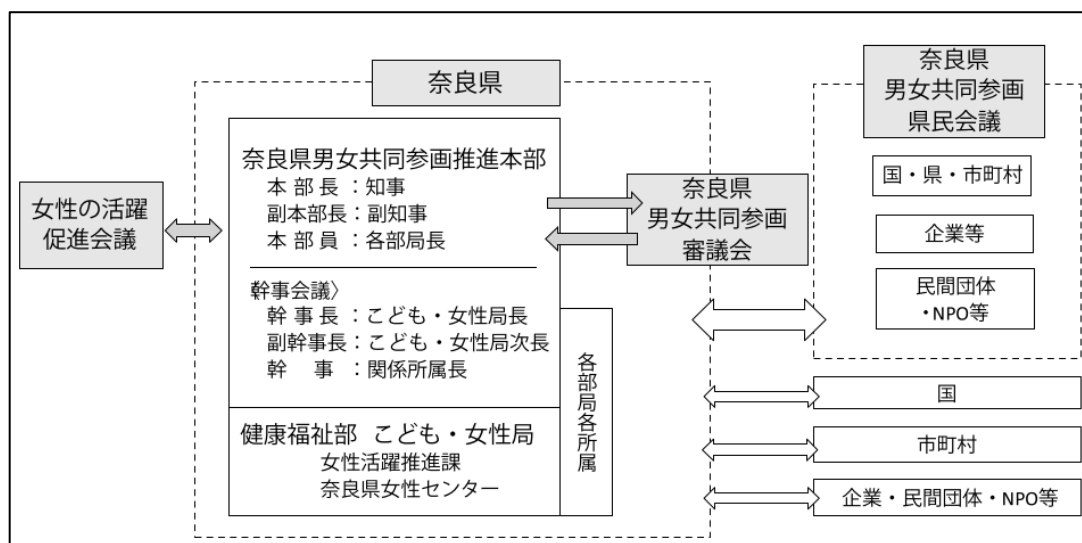 奈良県
女性の活躍
促進会議
奈良県男女共同参画推進本部
本 部 長 ：知事
副本部長：副知事
本 部 員 ：各部局長
幹事会議〉
幹 事 長 ：こども・女性局長
副幹事長：こども・女性局次長
幹　　事　：関係所属長
健康福祉部　こども・女性局
女性活躍推進課
奈良県女性センター
各部局各所属
奈良県
男女共同参画
審議会
奈良県
男女共同参画
県民会議
国・県・市町村
企業等
民間団体
・NPO等
国
市町村
企業・民間団体・NPO等